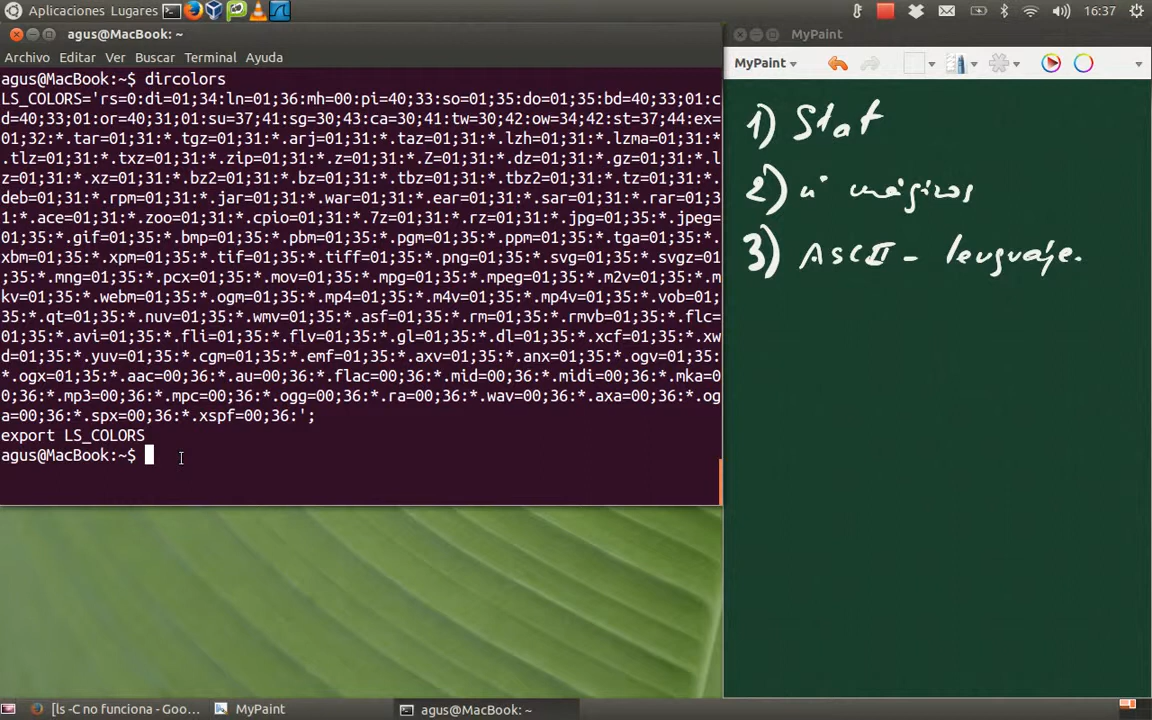 Aplicaciones Lugares
16:37
agus@MacBook: ~
Archivo Editar Ver Buscar Terminal Ayuda
agus@MacBook:~$ dircolors
LS_COLORS='rs=0:di=01;34:ln=01;36:mh=00:pi=40;33:so=01;35:do=01;35:bd=40;33;01:c
d=40;33;01:or=40;31;01:su=37;41:sg=30;43:ca=30;41:tw=30;42:ow=34;42:st=37;44:ex=
01;32:*.tar=01;31:*.tgz=01;31:*.arj=01;31:*.taz=01;31:*.lzh=01;31:*.lzma=01;31:*
.tlz=01;31:*.txz=01;31:*.zip=01;31:*.z=01;31:*.Z=01;31:*.dz=01;31:*.gz=01;31:*.l
z=01;31:*.xz=01;31:*.bz2=01;31:*.bz=01;31:*.tbz=01;31:*.tbz2=01;31:*.tz=01;31:*.
deb=01;31:*.rpm=01;31:*.jar=01;31:*.war=01;31:*.ear=01;31:*.sar=01;31:*.rar=01;3
1:*.ace=01;31:*.zoo=01;31:*.cpio=01;31:*.7z=01;31:*.rz=01;31:*.jpg=01;35:*.jpeg=
01;35:*.gif=01;35:*.bmp=01;35:*.pbm=01;35:*.pgm=01;35:*.ppm=01;35:*.tga=01;35:*.
xbm=01;35:*.xpm=01;35:*.tif=01;35:*.tiff=01;35:*.png=01;35:*.svg=01;35:*.svgz=01
;35:*.mng=01;35:*.pcx=01;35:*.mov=01;35:*.mpg=01;35:*.mpeg=01;35:*.m2v=01;35:*.m
kv=01;35:*.webm=01;35:*.ogm=01;35:*.mp4=01;35:*.m4v=01;35:*.mp4v=01;35:*.vob=01;
35:*.qt=01;35:*.nuv=01;35:*.wmv=01;35:*.asf=01;35:*.rm=01;35:*.rmvb=01;35:*.flc=
01;35:*.avi=01;35:*.fli=01;35:*.flv=01;35:*.gl=01;35:*.dl=01;35:*.xcf=01;35:*.xw
d=01;35:*.yuv=01;35:*.cgm=01;35:*.emf=01;35:*.axv=01;35:*.anx=01;35:*.ogv=01;35:
*.ogx=01;35:*.aac=00;36:*.au=00;36:*.flac=00;36:*.mid=00;36:*.midi=00;36:*.mka=0
0;36:*.mp3=00;36:*.mpc=00;36:*.ogg=00;36:*.ra=00;36:*.wav=00;36:*.axa=00;36:*.og
a=00;36:*.spx=00;36:*.xspf=00;36:';
export LS_COLORS
agus@MacBook:~$
MyPaint
MyPaint
1) Stat
2) nº mágicos
3) ASCII - lenguaje.
[ls -C no funciona - Goo...
MyPaint
agus@MacBook: ~